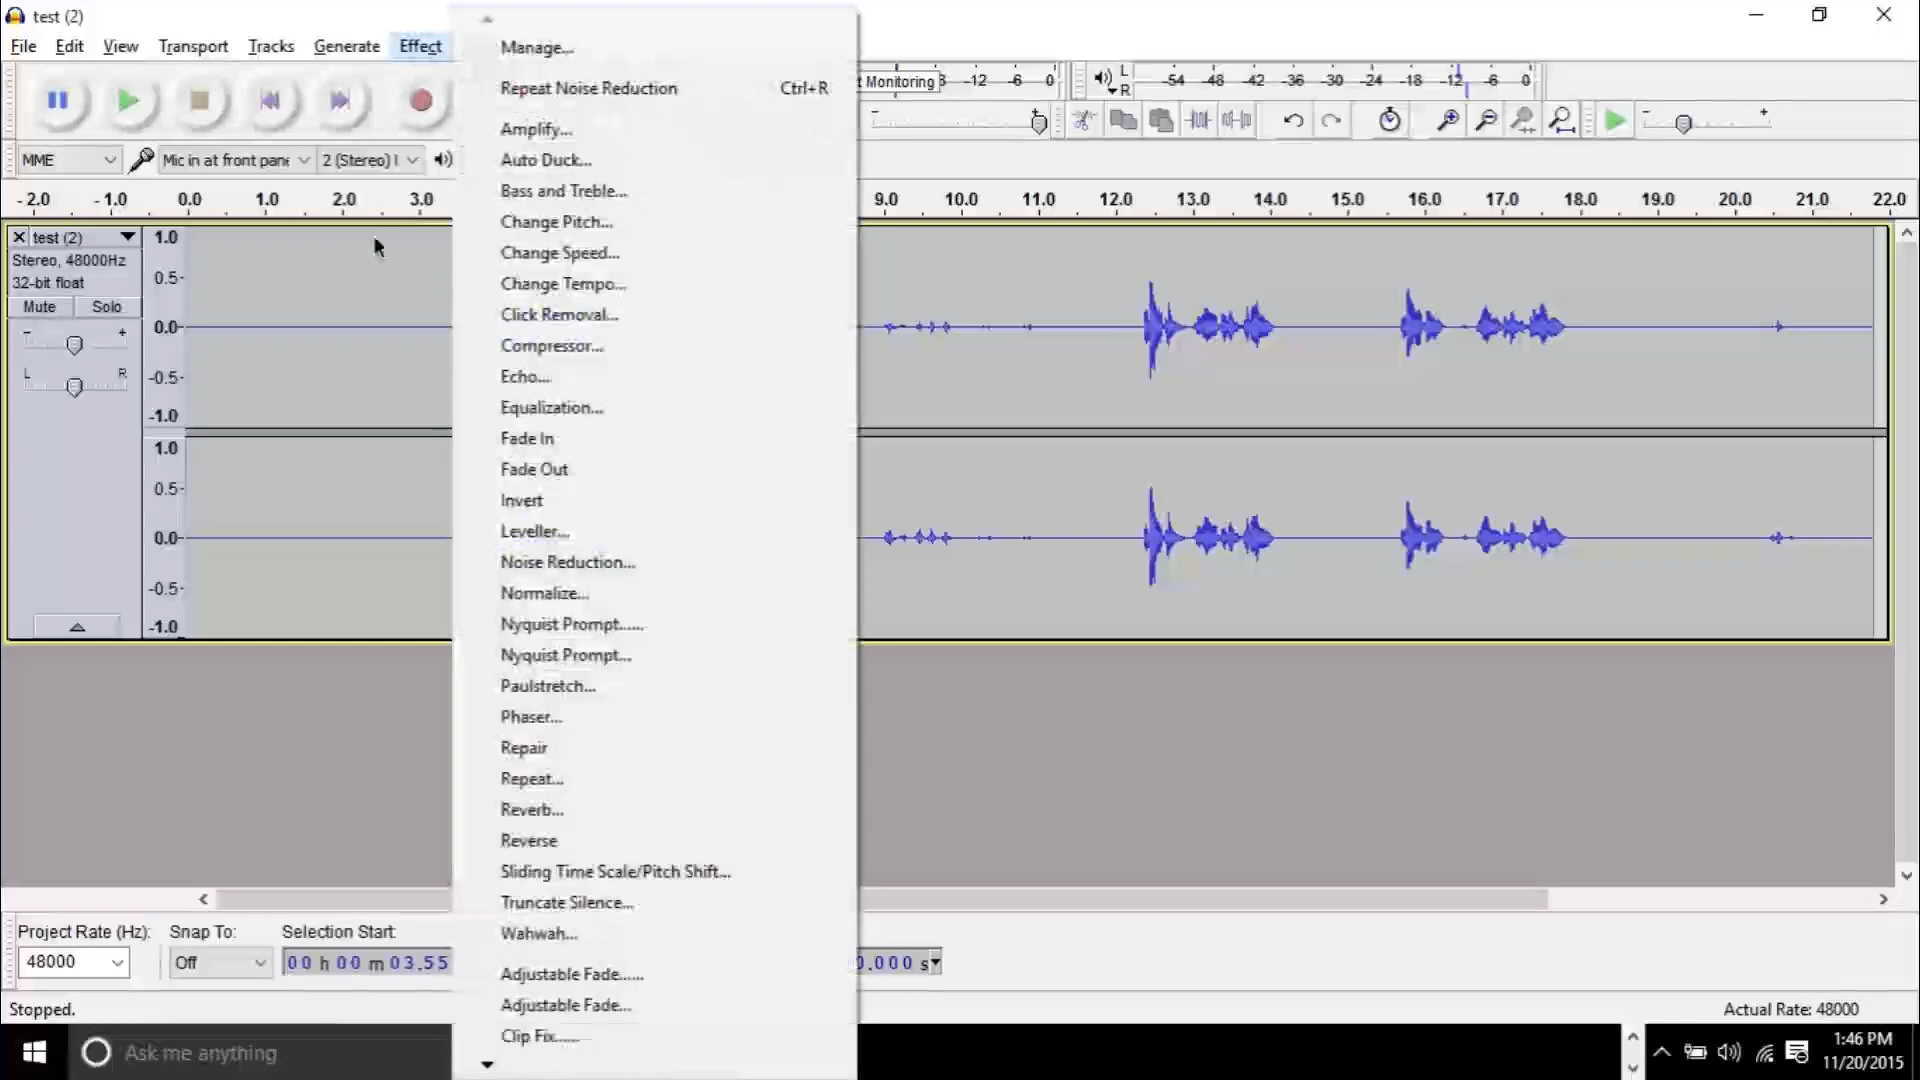 test (2)
File Edit View Transport Tracks Generate Effect
Manage...
Repeat Noise Reduction Ctrl+R
Amplify...
Auto Duck...
Bass and Treble...
Change Pitch...
Change Speed...
Change Tempo...
Click Removal...
Compressor...
Echo...
Equalization...
Fade In
Fade Out
Invert
Leveller...
Noise Reduction...
Normalize...
Nyquist Prompt......
Nyquist Prompt...
Paulstretch...
Phaser...
Repair
Repeat...
Reverb...
Reverse
Sliding Time Scale/Pitch Shift...
Truncate Silence...
Wahwah...
Adjustable Fade......
Adjustable Fade...
Clip Fix......
t Monitoring -12 -6 0
L
R
-54 -48 -42 -36 -30 -24 -18 -12 -6 0
MME Mic in at front pane 2 (Stereo)
-2.0 -1.0 0.0 1.0 2.0 3.0 9.0 10.0 11.0 12.0 13.0 14.0 15.0 16.0 17.0 18.0 19.0 20.0 21.0 22.0
test (2)
Stereo, 48000Hz
32-bit float
Mute Solo
- +
L R
1.0
0.5
0.0
-0.5
-1.0
1.0
0.5
0.0
-0.5
-1.0
Project Rate (Hz): Snap To: Selection Start:
48000 Off 00 h 00 m 03.55 0.000 s
Stopped. Actual Rate: 48000
Ask me anything
1:46 PM
11/20/2015